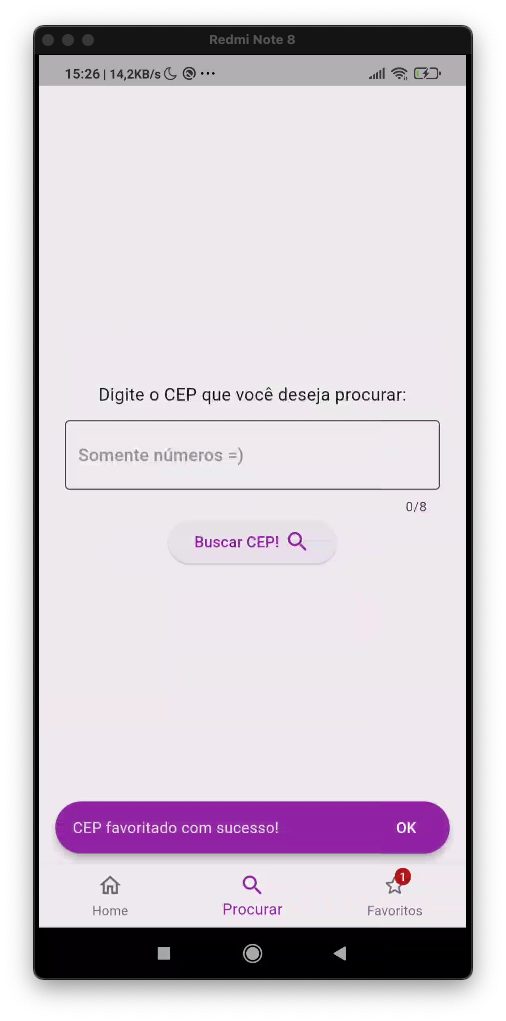 Redmi Note 8
15:26 | 14,2KB/s
Digite o CEP que você deseja procurar:
Somente números =)
0/8
Buscar CEP!
CEP favoritado com sucesso! OK
1
Home Procurar Favoritos